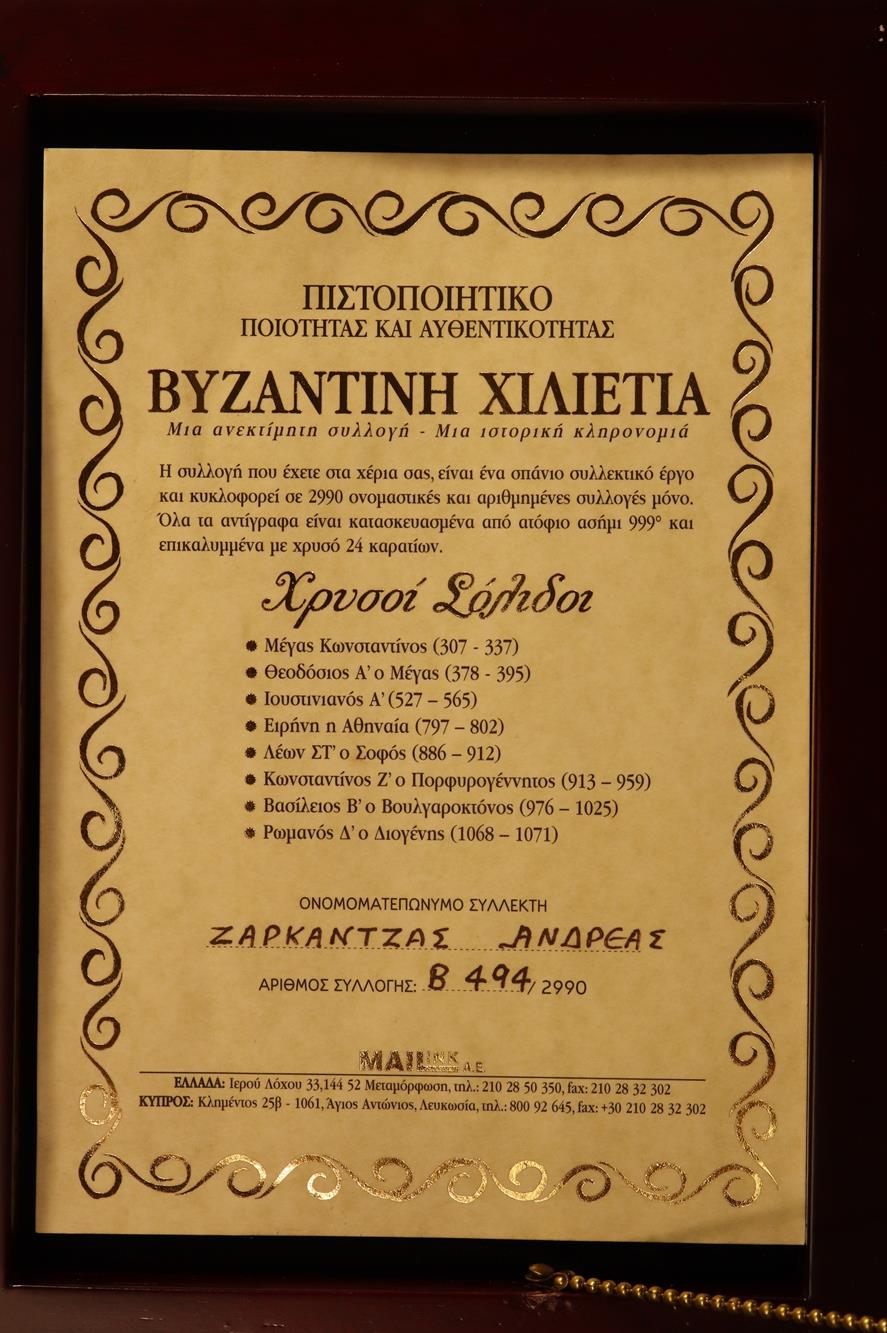 ΠΙΣΤΟΠΟΙΗΤΙΚΟ
ΠΟΙΟΤΗΤΑΣ ΚΑΙ ΑΥΘΕΝΤΙΚΟΤΗΤΑΣ
ΒΥΖΑΝΤΙΝΗ ΧΙΛΙΕΤΙΑ
Μια ανεκτίμητη συλλογή - Μια ιστορική κληρονομιά
Η συλλογή που έχετε στα χέρια σας, είναι ένα σπάνιο συλλεκτικό έργο
και κυκλοφορεί σε 2990 ονομαστικές και αριθμημένες συλλογές μόνο.
Όλα τα αντίγραφα είναι κατασκευασμένα από ατόφιο ασήμι 999° και
επικαλυμμένα με χρυσό 24 καρατίων.
Χρυσοί Σόλιδοι
Μέγας Κωνσταντίνος (307 - 337)
Θεοδόσιος Α' ο Μέγας (378 - 395)
Ιουστινιανός Α' (527 – 565)
Ειρήνη η Αθηναία (797 – 802)
Λέων ΣΤ' ο Σοφός (886 – 912)
Κωνσταντίνος Ζ' ο Πορφυρογέννητος (913 – 959)
Βασίλειος Β' ο Βουλγαροκτόνος (976 – 1025)
Ρωμανός Δ' ο Διογένης (1068 – 1071)
ΟΝΟΜΟΜΑΤΕΠΩΝΥΜΟ ΣΥΛΛΕΚΤΗ
ΖΑΡΚΑΝΤΖΑΣ ΑΝΔΡΕΑΣ
ΑΡΙΘΜΟΣ ΣΥΛΛΟΓΗΣ: Β 494/ 2990
MAILINK Α.Ε.
ΕΛΛΑΔΑ: Ιερού Λόχου 33,144 52 Μεταμόρφωση, τηλ.: 210 28 50 350, fax: 210 28 32 302
ΚΥΠΡΟΣ: Κλημέντος 25β - 1061, Άγιος Αντώνιος, Λευκωσία, τηλ.: 800 92 645, fax: +30 210 28 32 302